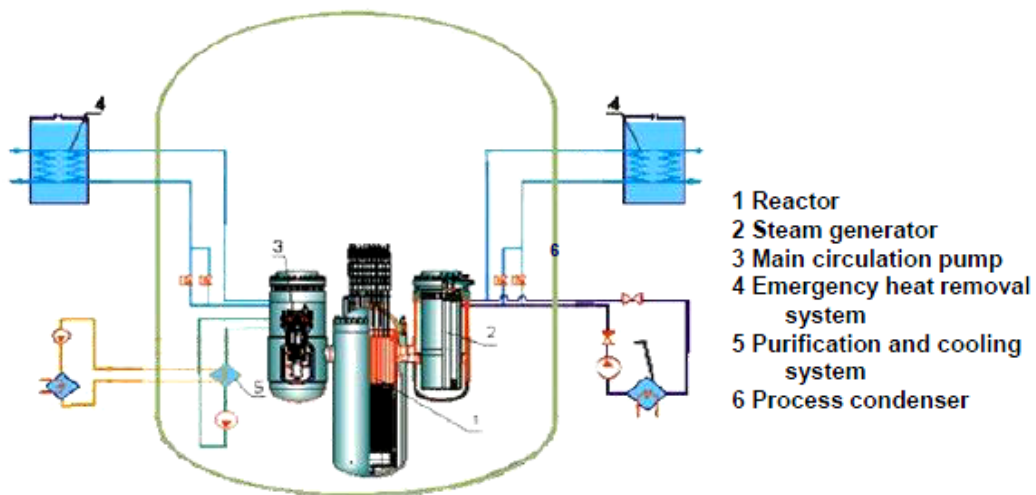 4
4
6
3
2
5
1
1 Reactor
2 Steam generator
3 Main circulation pump
4 Emergency heat removal
system
5 Purification and cooling
system
6 Process condenser